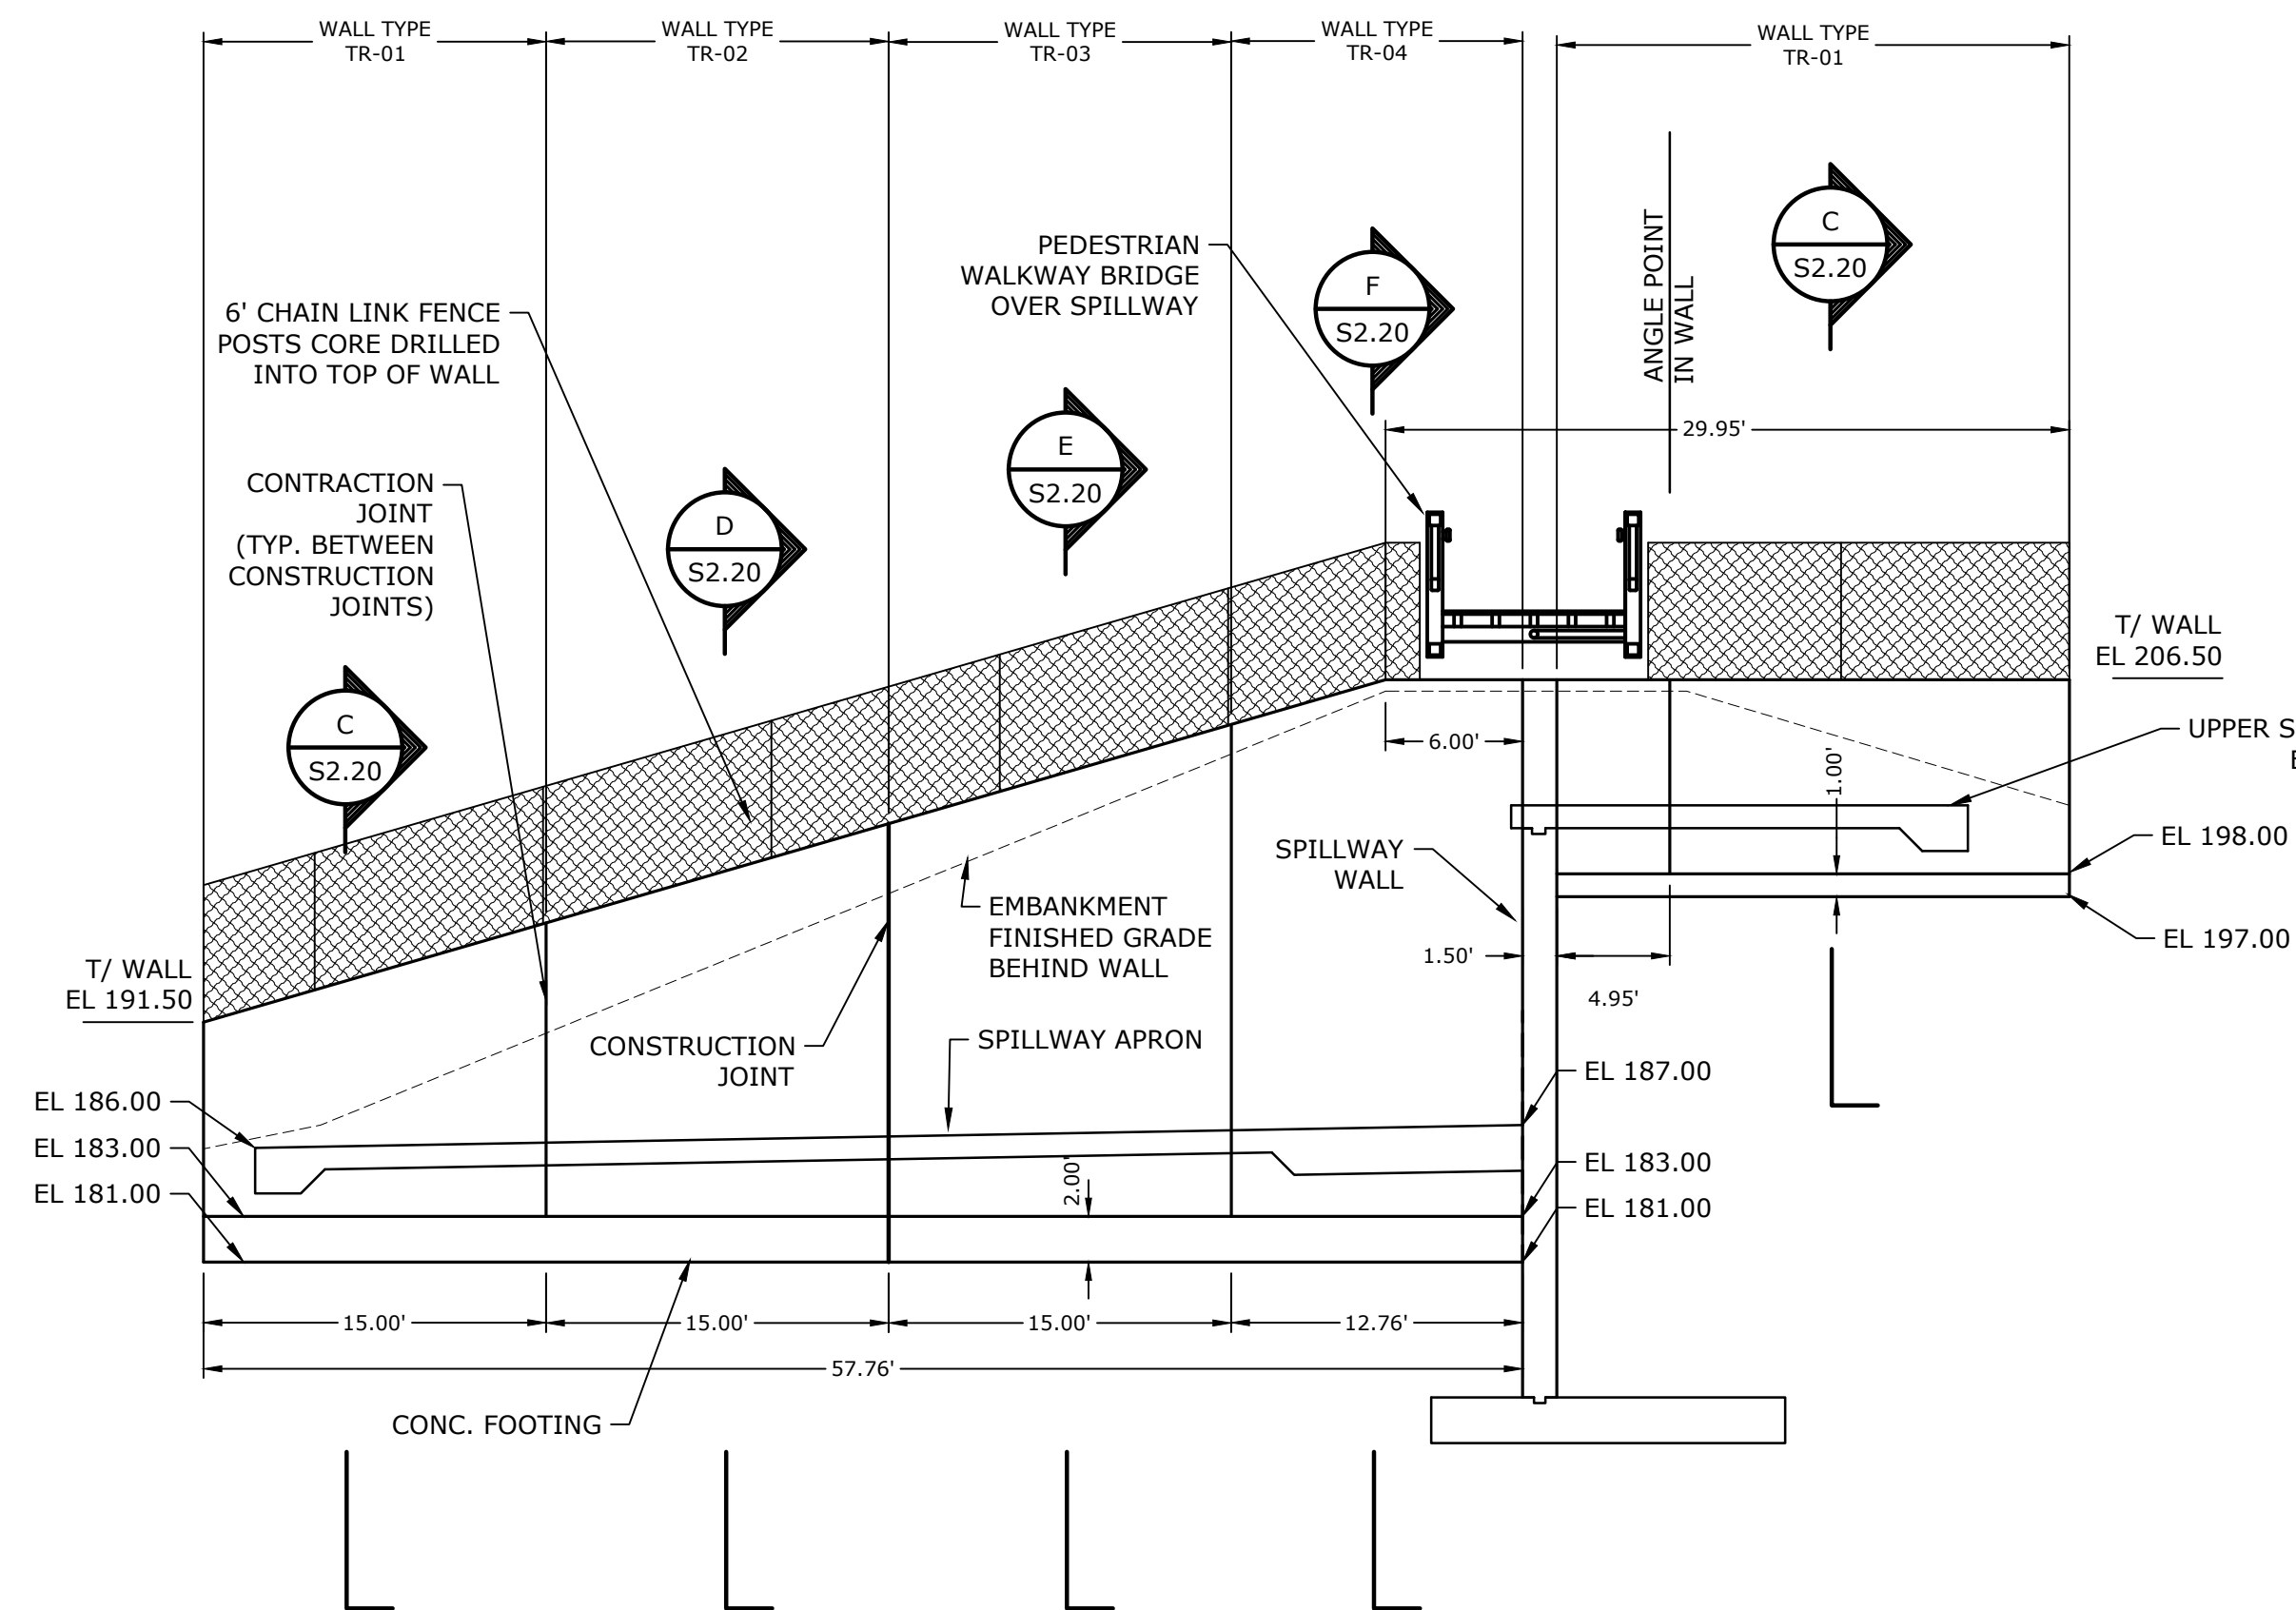 WALL TYPE
TR-01
WALL TYPE
TR-02
WALL TYPE
TR-03
WALL TYPE
TR-04
WALL TYPE
TR-01
PEDESTRIAN
WALKWAY BRIDGE
OVER SPILLWAY
F
S2.20
ANGLE POINT
IN WALL
C
S2.20
6' CHAIN LINK FENCE
POSTS CORE DRILLED
INTO TOP OF WALL
29.95'
E
S2.20
CONTRACTION
JOINT
(TYP. BETWEEN
CONSTRUCTION
JOINTS)
D
S2.20
T/ WALL
EL 206.50
C
S2.20
6.00'
1.00'
UPPER S
SPILLWAY
WALL
EL 198.00
EMBANKMENT
FINISHED GRADE
BEHIND WALL
1.50'
4.95'
EL 197.00
T/ WALL
EL 191.50
CONSTRUCTION
JOINT
SPILLWAY APRON
EL 187.00
EL 186.00
EL 183.00
EL 181.00
2.00'
EL 183.00
EL 181.00
15.00'
15.00'
15.00'
12.76'
57.76'
CONC. FOOTING